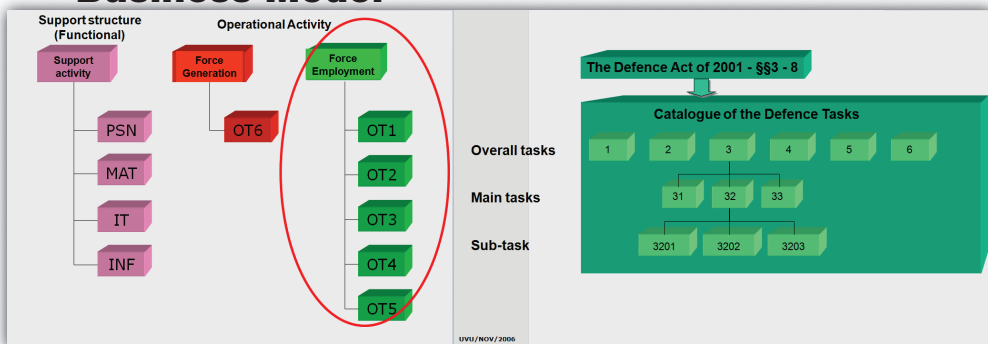 Business Model
Support structure
(Functional)
Operational Activity
Support
activity
Force
Generation
Force
Employment
PSN
MAT
IT
INF
OT6
OT1
OT2
OT3
OT4
OT5
Overall tasks
Main tasks
Sub-task
UVU/NOV/2006
The Defence Act of 2001 - §§3 - 8
Catalogue of the Defence Tasks
1 2 3 4 5 6
31 32 33
3201 3202 3203